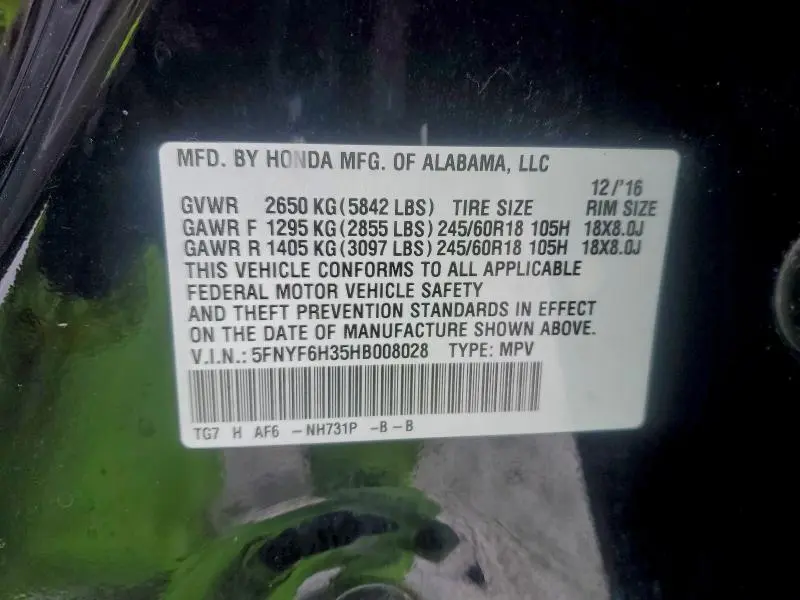 MFD. BY HONDA MFG. OF ALABAMA, LLC
12/'16
GVWR 2650 KG(5842 LBS) TIRE SIZE RIM SIZE
GAWR F 1295 KG(2855 LBS)245/60R18 105H 18X8.0J
GAWR R 1405 KG(3097 LBS)245/60R18 105H 18X8.0J
THIS VEHICLE CONFORMS TO ALL APPLICABLE
FEDERAL MOTOR VEHICLE SAFETY
AND THEFT PREVENTION STANDARDS IN EFFECT
ON THE DATE OF MANUFACTURE SHOWN ABOVE.
V.I.N.: 5FNYF6H35HB008028 TYPE: MPV
TG7 H AF6 -NH731P -B-B